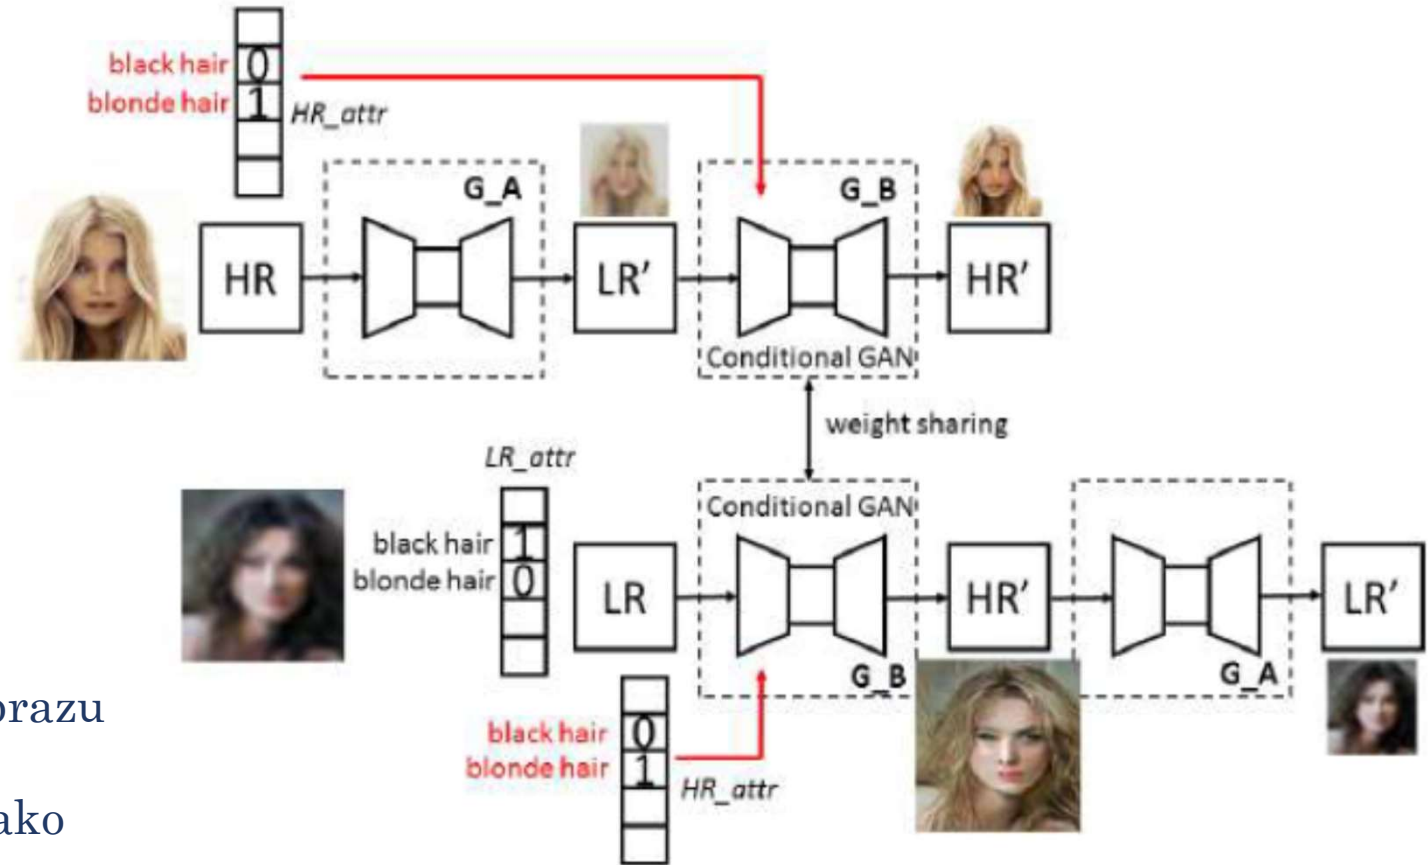 black hair 0
blonde hair 1
HR_attr
G_A
G_B
HR
LR'
HR'
Conditional GAN
weight sharing
LR_attr
Conditional GAN
black hair 1
blonde hair 0
LR
HR'
LR'
G_B
G_A
black hair 0
blonde hair 1
HR_attr
ako